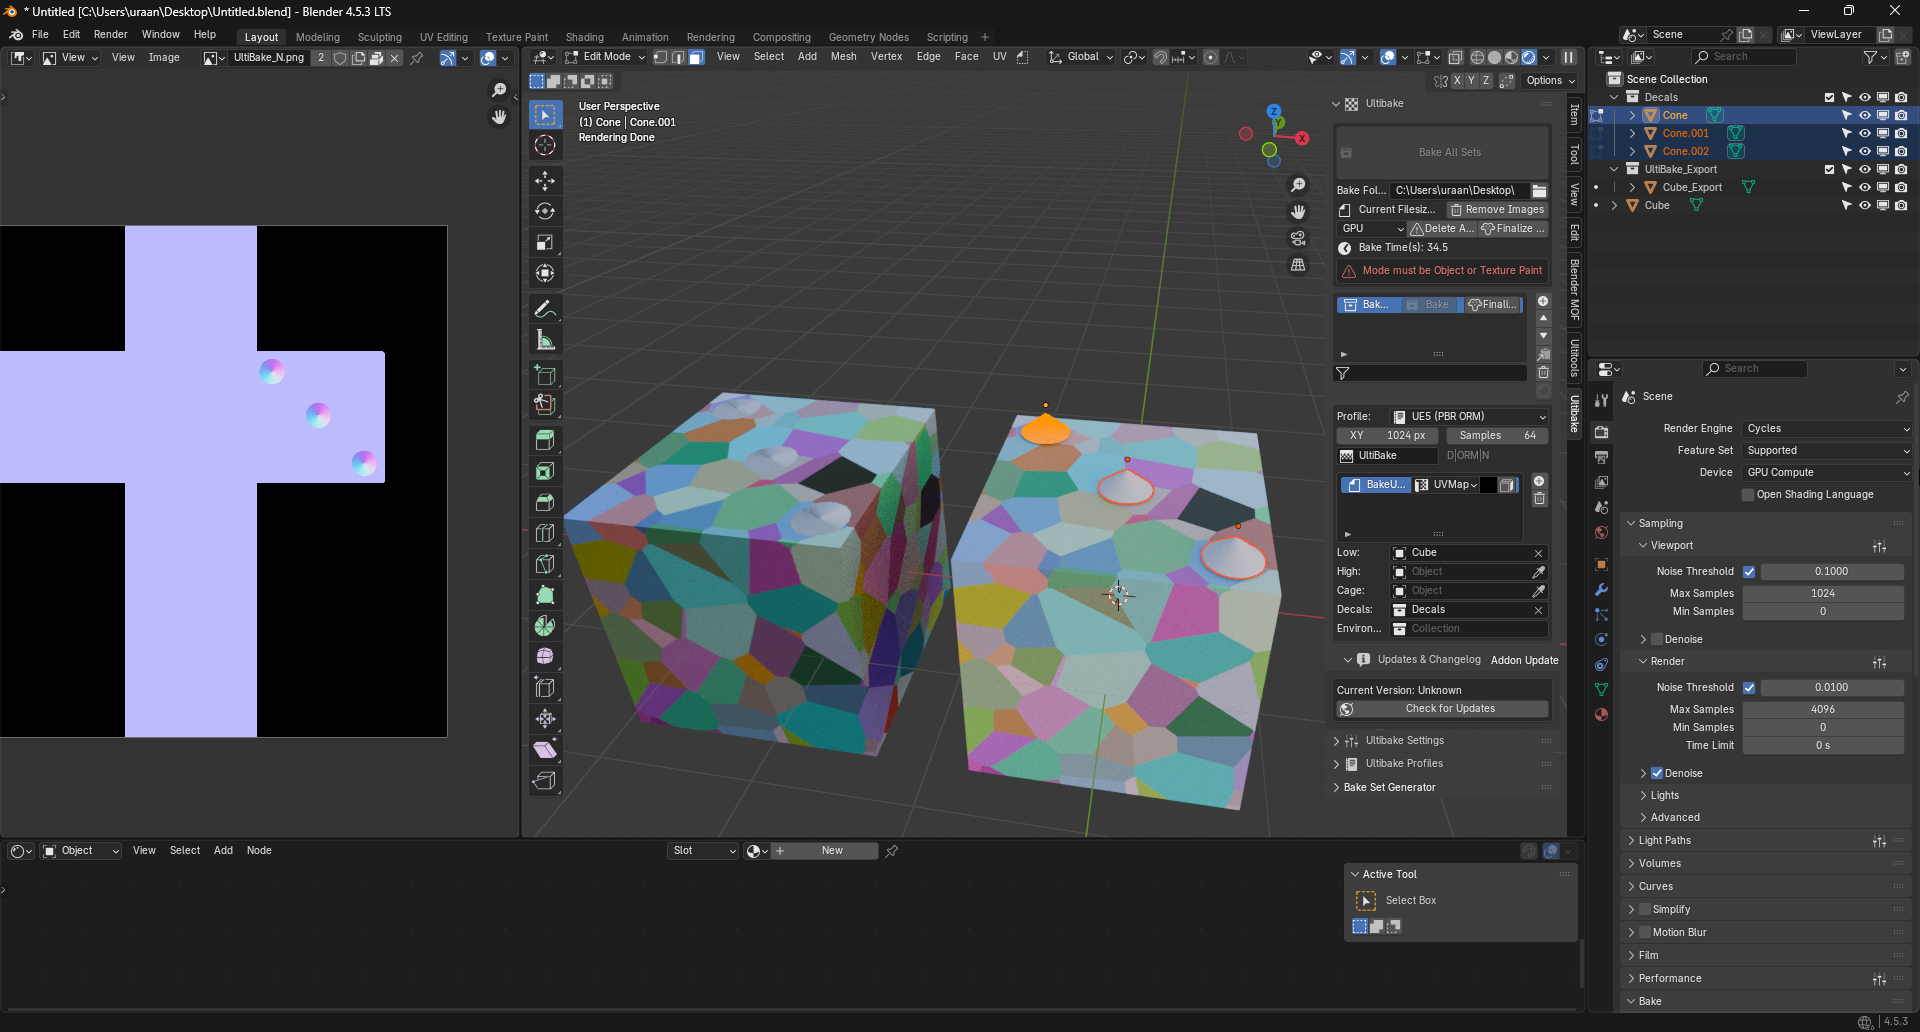 * Untitled [C:\Users\uraan\Desktop\Untitled.blend] - Blender 4.5.3 LTS
File Edit Render Window Help
Layout Modeling Sculpting UV Editing Texture Paint Shading Animation Rendering Compositing Geometry Nodes Scripting +
Scene
ViewLayer
View View Image UltiBake_N.png 2
Edit Mode View Select Add Mesh Vertex Edge Face UV Global
X Y Z Options
User Perspective
(1) Cone | Cone.001
Rendering Done
Z
Y
X
Item
Tool
View
Edit
Blender MOF
Ultitools
Ultibake
Ultibake
Bake All Sets
Bake Fol... C:\Users\uraan\Desktop\
Current Filesiz... Remove Images
GPU Delete A... Finalize ...
Bake Time(s): 34.5
Mode must be Object or Texture Paint
Bak... Bake Finali...
Profile: UE5 (PBR ORM)
XY 1024 px Samples 64
UltiBake D|ORM|N
BakeU... UVMap
Low: Cube
High: Object
Cage: Object
Decals: Decals
Environ... Collection
Updates & Changelog Addon Update
Current Version: Unknown
Check for Updates
Ultibake Settings
Ultibake Profiles
Bake Set Generator
Object View Select Add Node Slot New
Active Tool
Select Box
Search
Scene Collection
Decals
Cone
Cone.001
Cone.002
UltiBake_Export
Cube_Export
Cube
Search
Scene
Render Engine Cycles
Feature Set Supported
Device GPU Compute
Open Shading Language
Sampling
Viewport
Noise Threshold 0.1000
Max Samples 1024
Min Samples 0
Denoise
Render
Noise Threshold 0.0100
Max Samples 4096
Min Samples 0
Time Limit 0 s
Denoise
Lights
Advanced
Light Paths
Volumes
Curves
Simplify
Motion Blur
Film
Performance
Bake
4.5.3